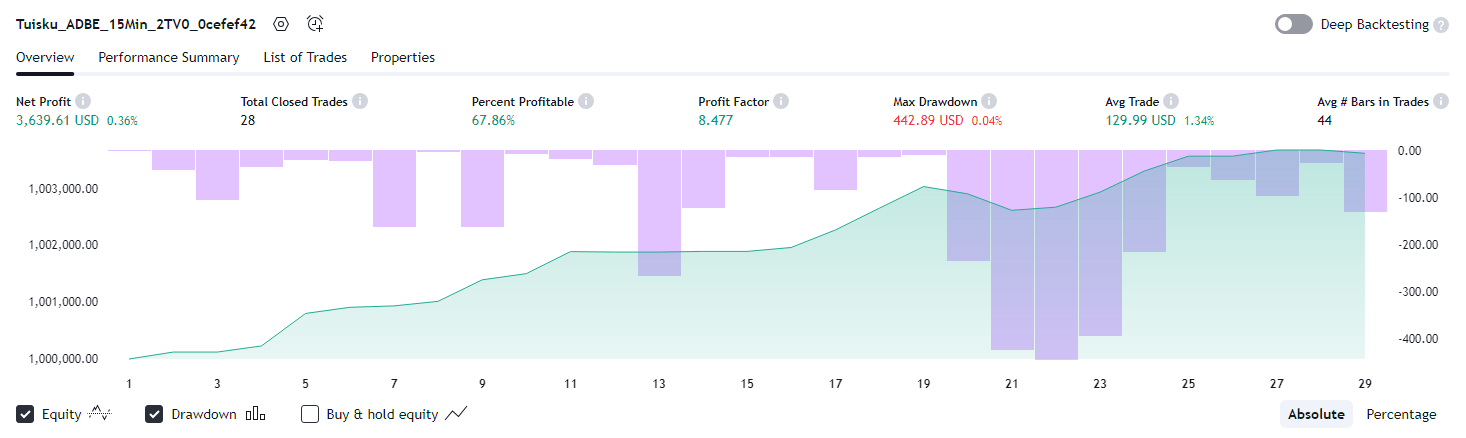 Tuisku_ADBE_15Min_2TV0_0cefef42 Deep Backtesting ?
Overview Performance Summary List of Trades Properties
Net Profit i Total Closed Trades i Percent Profitable i Profit Factor i Max Drawdown i Avg Trade i Avg # Bars in Trades i
3,639.61 USD 0.36% 28 67.86% 8.477 442.89 USD 0.04% 129.99 USD 1.34% 44
0.00
1,003,000.00 -100.00
1,002,000.00 -200.00
1,001,000.00 -300.00
1,000,000.00 -400.00
1 3 5 7 9 11 13 15 17 19 21 23 25 27 29
Equity Drawdown Buy & hold equity Absolute Percentage